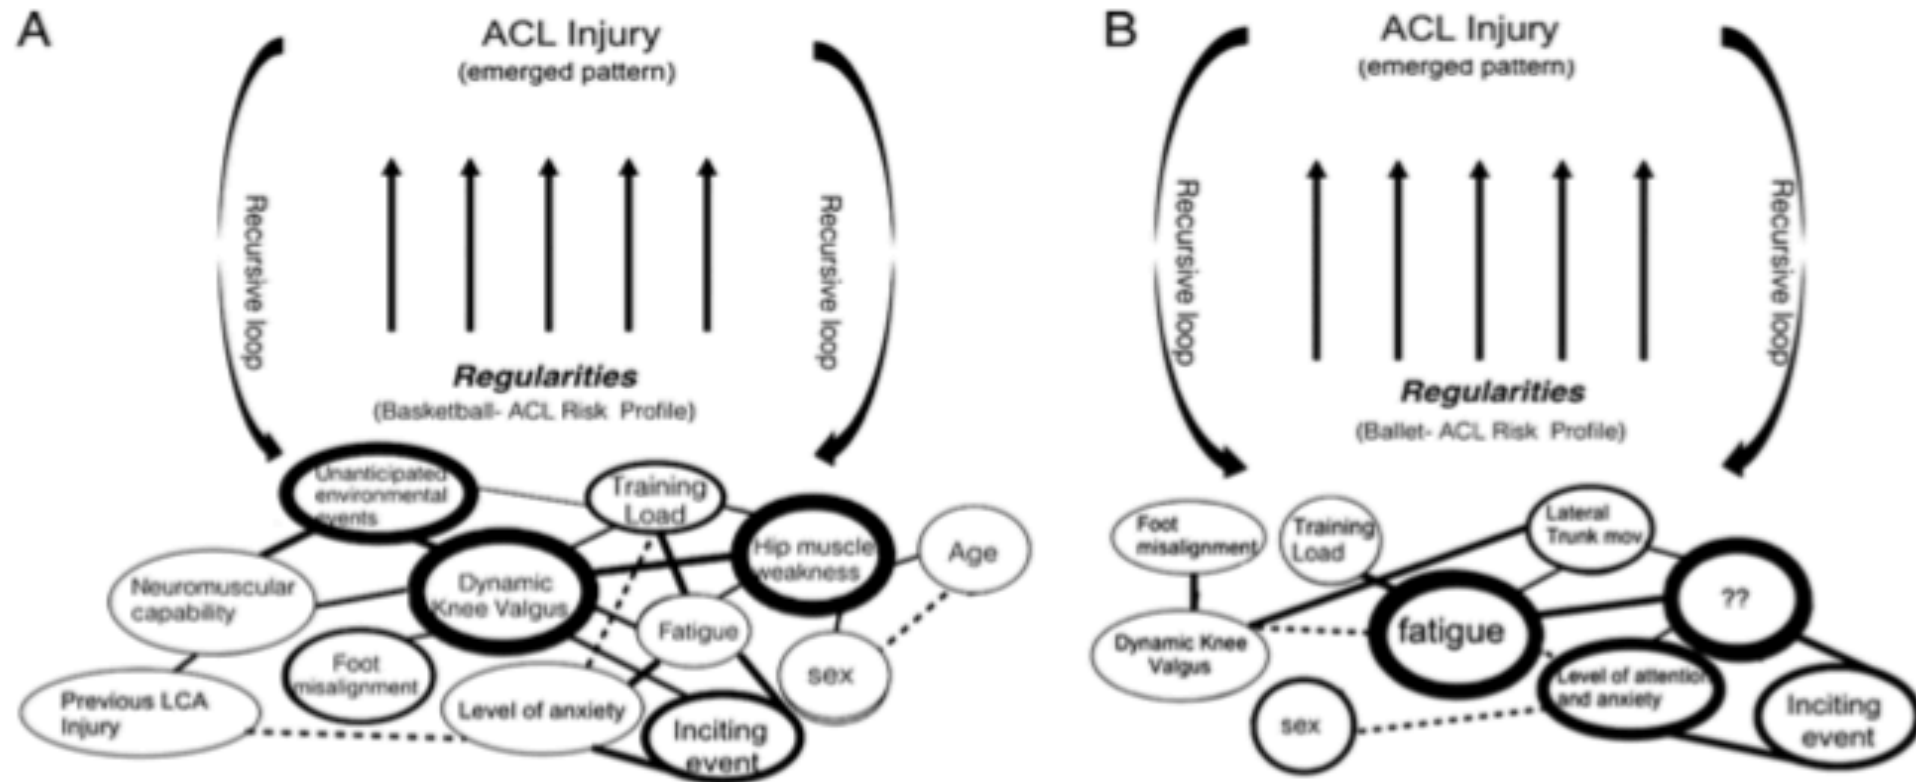 A
ACL Injury
(emerged pattern)
Recursive loop
Recursive loop
Regularities
(Basketball- ACL Risk Profile)
Unanticipated
environmental
events
Training
Load
Hip muscle
weakness
Age
Neuromuscular
capability
Dynamic
Knee Valgus
Fatigue
Foot
misalignment
sex
Previous LCA
Injury
Level of anxiety
Inciting
event
B
ACL Injury
(emerged pattern)
Recursive loop
Recursive loop
Regularities
(Ballet- ACL Risk Profile)
Foot
misalignment
Training
Load
Lateral
Trunk mov.
??
fatigue
Dynamic Knee
Valgus
Level of attention
and anxiety
sex
Inciting
event